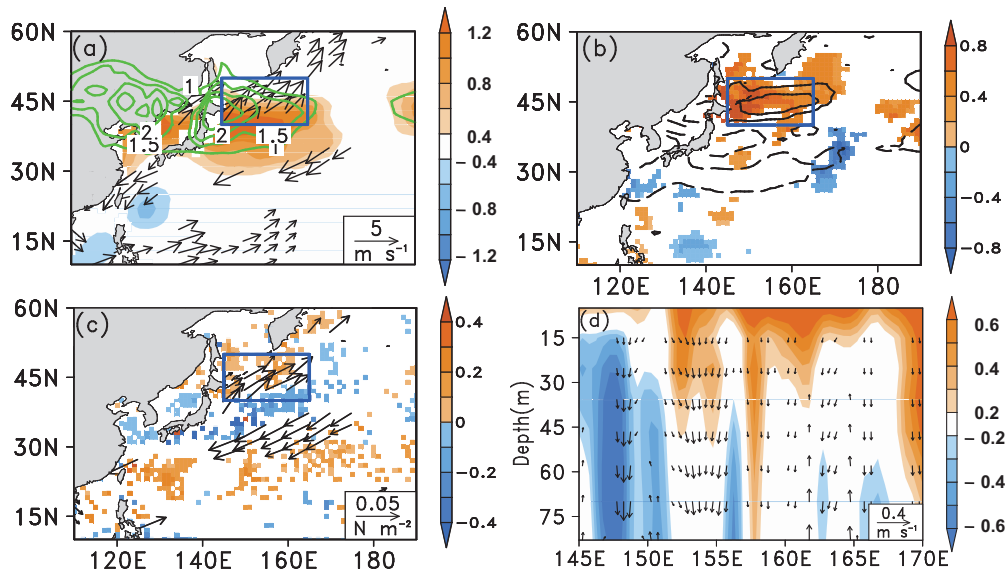 (a)
60N
45N
30N
15N
1
2
1.5
2
1.5
1
5
m s⁻¹
1.2
0.8
0.4
−0.4
−0.8
−1.2
(b)
60N
45N
30N
15N
120E 140E 160E 180
0.8
0.4
0
−0.4
−0.8
(c)
60N
45N
30N
15N
120E 140E 160E
0.05
N m⁻²
0.4
0.2
0
−0.2
−0.4
(d)
Depth(m)
15
30
45
60
75
145E 150E 155E 160E 165E 170E
0.4
m s⁻¹
0.6
0.4
0.2
−0.2
−0.4
−0.6